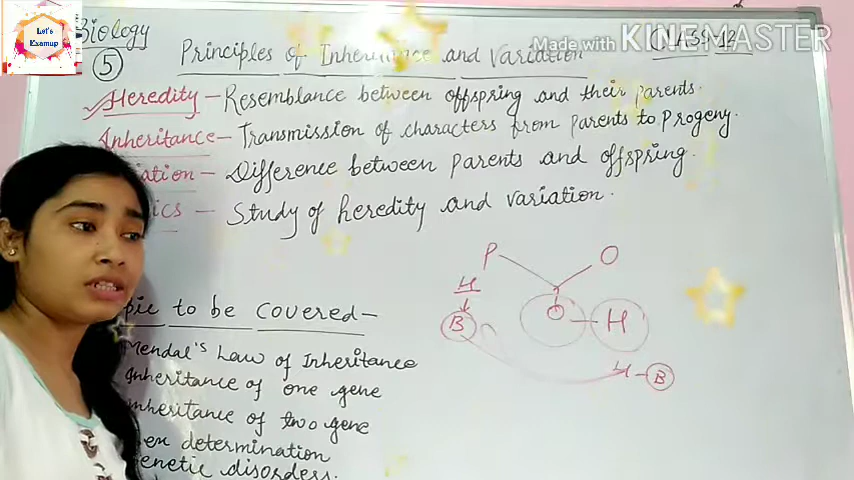 Let's
Examup
Biology
5
Principles of Inheritance and Variation
Made with KINEMASTER
CLASS-12
Heredity - Resemblance between offspring and their parents.
Inheritance - Transmission of characters from parents to progeny.
iation - Difference between parents and offspring.
ics - Study of heredity and variation.
P O
H
B
O - H
H - B
pic to be covered -
Mendal's Law of Inheritance
Inheritance of one gene
Inheritance of two gene
ex determination
enetic disorders.